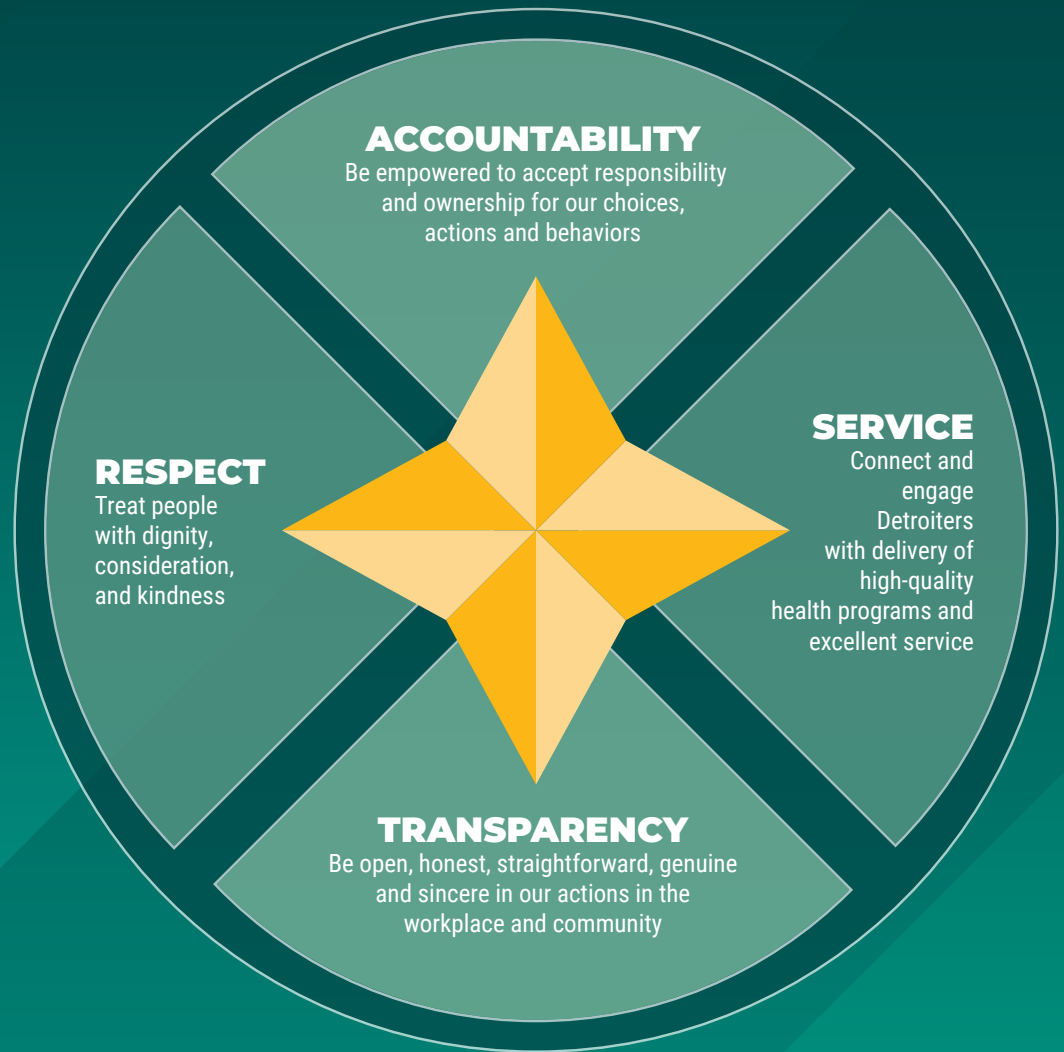 ACCOUNTABILITY
Be empowered to accept responsibility
and ownership for our choices,
actions and behaviors
RESPECT
Treat people
with dignity,
consideration,
and kindness
SERVICE
Connect and
engage
Detroiters
with delivery of
high-quality
health programs and
excellent service
TRANSPARENCY
Be open, honest, straightforward, genuine
and sincere in our actions in the
workplace and community